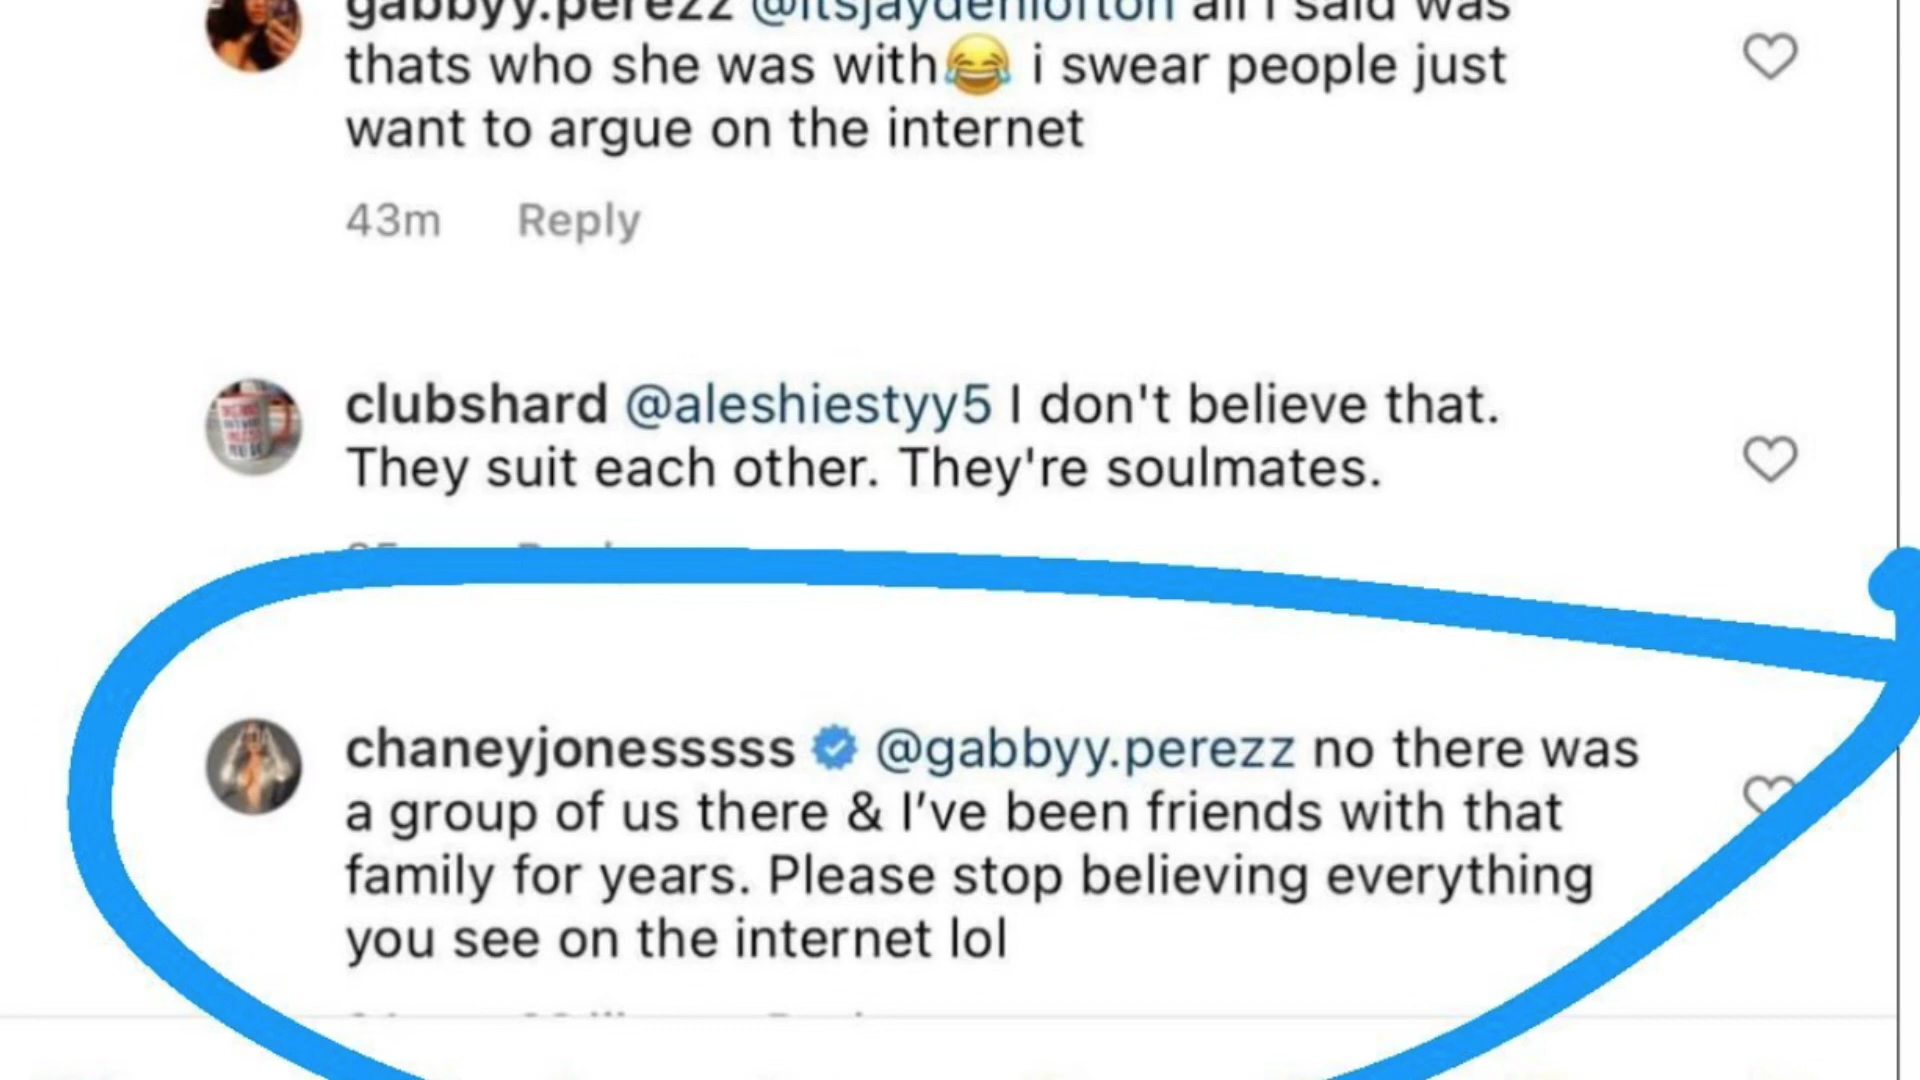 gabbyy.perezz @itsjaydenlofton all i said was
thats who she was with😂 i swear people just
want to argue on the internet
43m Reply
clubshard @aleshiestyy5 I don't believe that.
They suit each other. They're soulmates.
chaneyjonesssss @gabbyy.perezz no there was
a group of us there & I’ve been friends with that
family for years. Please stop believing everything
you see on the internet lol